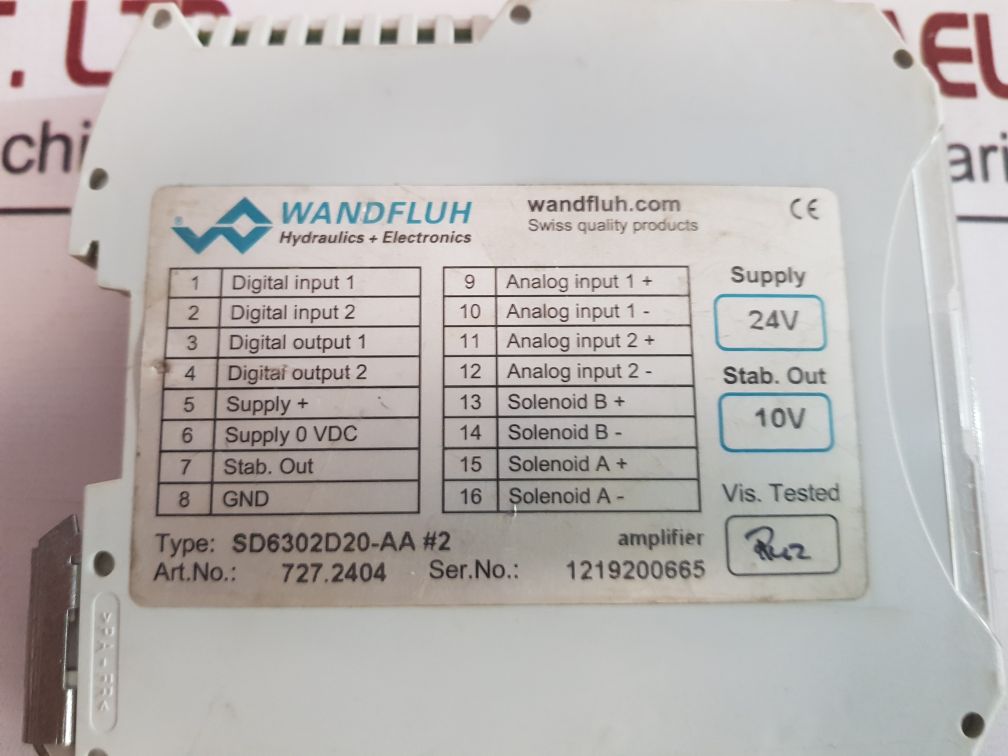 WANDFLUH
Hydraulics + Electronics
wandfluh.com
Swiss quality products
CE
®
1 Digital input 1
2 Digital input 2
3 Digital output 1
4 Digital output 2
5 Supply +
6 Supply 0 VDC
7 Stab. Out
8 GND
9 Analog input 1 +
10 Analog input 1 -
11 Analog input 2 +
12 Analog input 2 -
13 Solenoid B +
14 Solenoid B -
15 Solenoid A +
16 Solenoid A -
Supply
24V
Stab. Out
10V
Vis. Tested
Type: SD6302D20-AA #2 amplifier
Art.No.: 727.2404 Ser.No.: 1219200665
>PA-FR<